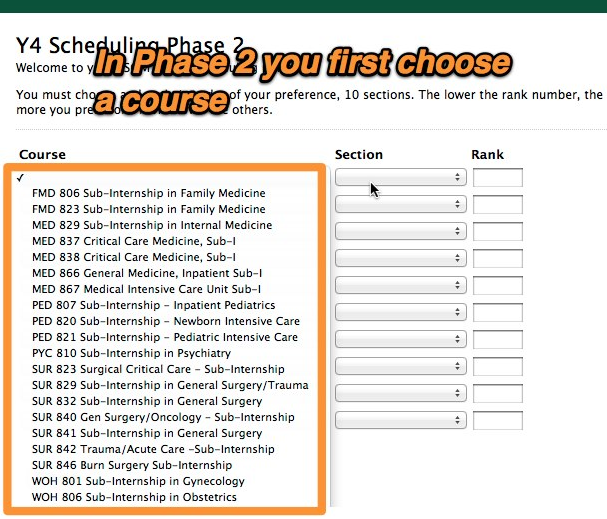 Y4 Scheduling Phase 2
In Phase 2 you first choose
a course
Welcome to y
You must cho of your preference, 10 sections. The lower the rank number, the
more you pre others.
Course Section Rank
✓
FMD 806 Sub-Internship in Family Medicine
FMD 823 Sub-Internship in Family Medicine
MED 829 Sub-Internship in Internal Medicine
MED 837 Critical Care Medicine, Sub-I
MED 838 Critical Care Medicine, Sub-I
MED 866 General Medicine, Inpatient Sub-I
MED 867 Medical Intensive Care Unit Sub-I
PED 807 Sub-Internship - Inpatient Pediatrics
PED 820 Sub-Internship - Newborn Intensive Care
PED 821 Sub-Internship - Pediatric Intensive Care
PYC 810 Sub-Internship in Psychiatry
SUR 823 Surgical Critical Care - Sub-Internship
SUR 829 Sub-Internship in General Surgery/Trauma
SUR 832 Sub-Internship in General Surgery
SUR 840 Gen Surgery/Oncology - Sub-Internship
SUR 841 Sub-Internship in General Surgery
SUR 842 Trauma/Acute Care -Sub-Internship
SUR 846 Burn Surgery Sub-Internship
WOH 801 Sub-Internship in Gynecology
WOH 806 Sub-Internship in Obstetrics